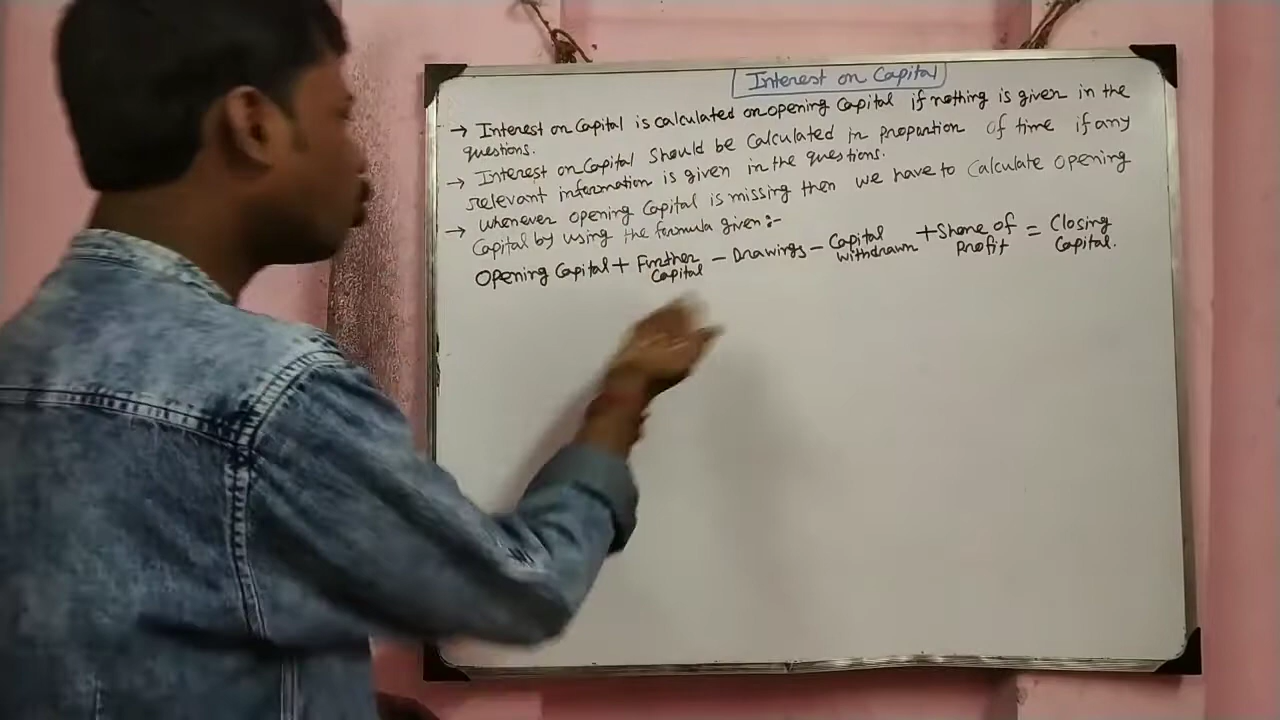 Interest on Capital
→ Interest on Capital is calculated on opening Capital if nothing is given in the
questions.
→ Interest on Capital should be calculated in proportion of time if any
relevant information is given in the questions.
→ whenever opening Capital is missing then we have to calculate opening
Capital by using the formula given:-
Opening Capital + Further Capital - Drawings - Capital withdrawn + Share of Profit = Closing Capital.